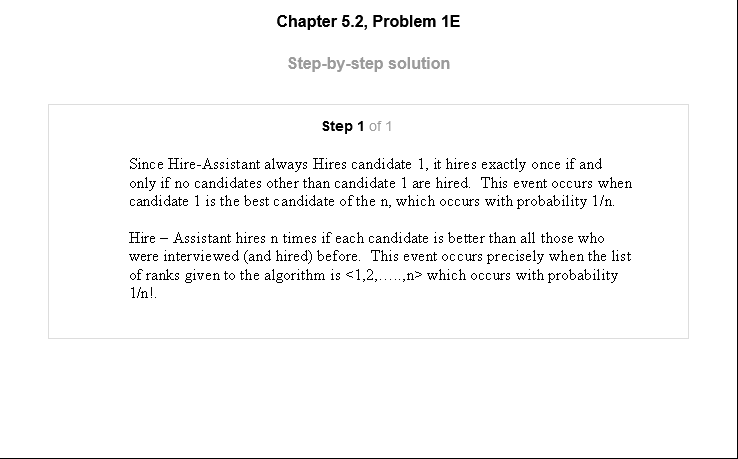 Chapter 5.2, Problem 1E
Step-by-step solution
Step 1 of 1
Since Hire-Assistant always Hires candidate 1, it hires exactly once if and
only if no candidates other than candidate 1 are hired. This event occurs when
candidate 1 is the best candidate of the n, which occurs with probability 1/n.
Hire – Assistant hires n times if each candidate is better than all those who
were interviewed (and hired) before. This event occurs precisely when the list
of ranks given to the algorithm is <1,2,…..,n> which occurs with probability
1/n!.